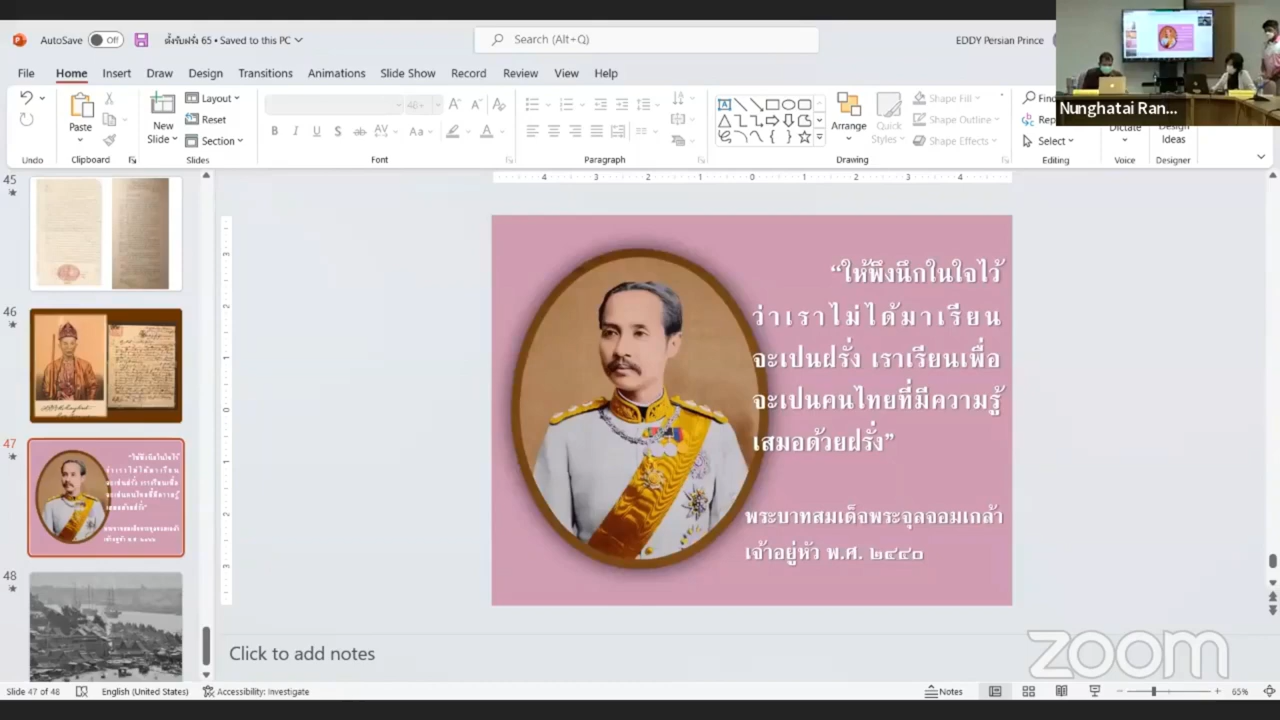 AutoSave Off ตั้งรับฝรั่ง 65 • Saved to this PC
Search (Alt+Q)
EDDY Persian Prince
File Home Insert Draw Design Transitions Animations Slide Show Record Review View Help
Paste
New Slide
Layout
Reset
Section
Arrange
Quick Styles
Shape Fill
Shape Outline
Shape Effects
Select
Dictate
Design Ideas
Undo Clipboard Slides Font Paragraph Drawing Editing Voice Designer
Nunghatai Ran...
45
46
47
48
“ให้พึงนึกในใจไว้
ว่าเราไม่ได้มาเรียน
จะเปนฝรั่ง เราเรียนเพื่อ
จะเปนคนไทยที่มีความรู้
เสมอด้วยฝรั่ง”
พระบาทสมเด็จพระจุลจอมเกล้า
เจ้าอยู่หัว พ.ศ. ๒๔๔๐
Click to add notes
zoom
Slide 47 of 48 English (United States) Accessibility: Investigate Notes 65%